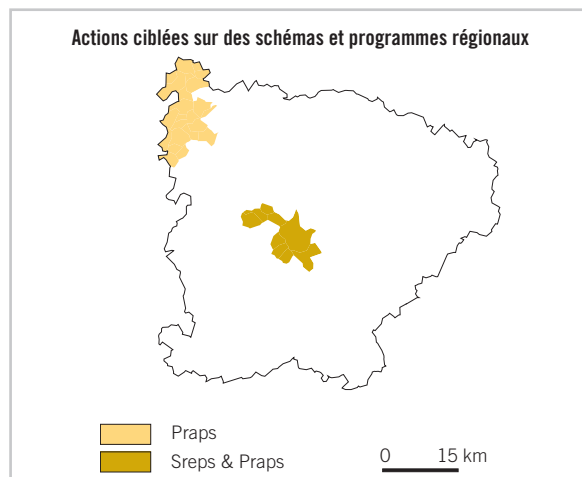 Actions ciblées sur des schémas et programmes régionaux
Praps
Sreps & Praps
0 15 km